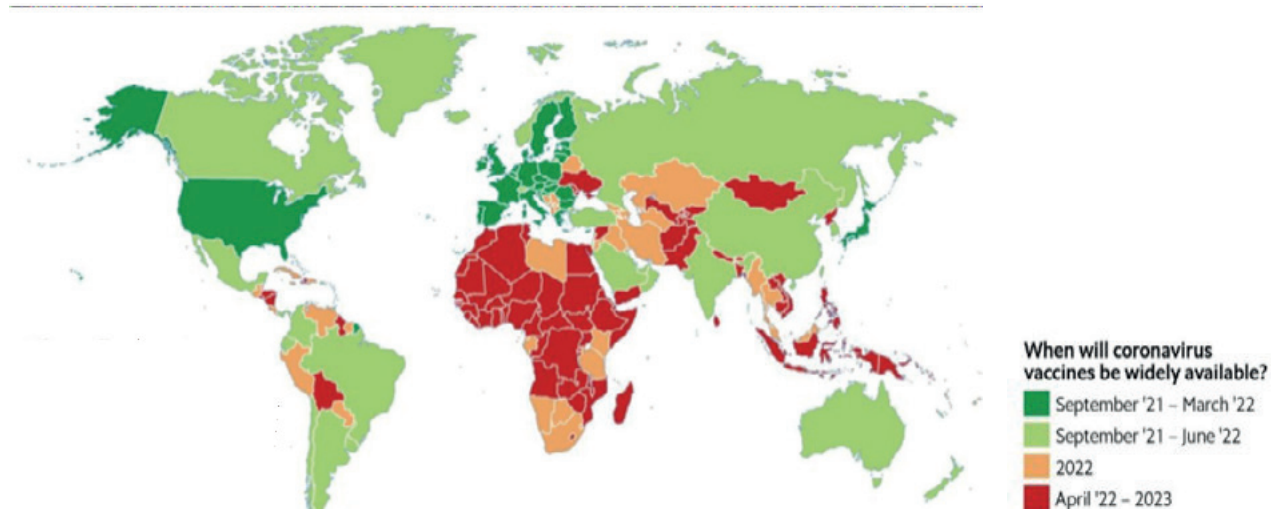 When will coronavirus
vaccines be widely available?
September '21 – March '22
September '21 – June '22
2022
April '22 – 2023